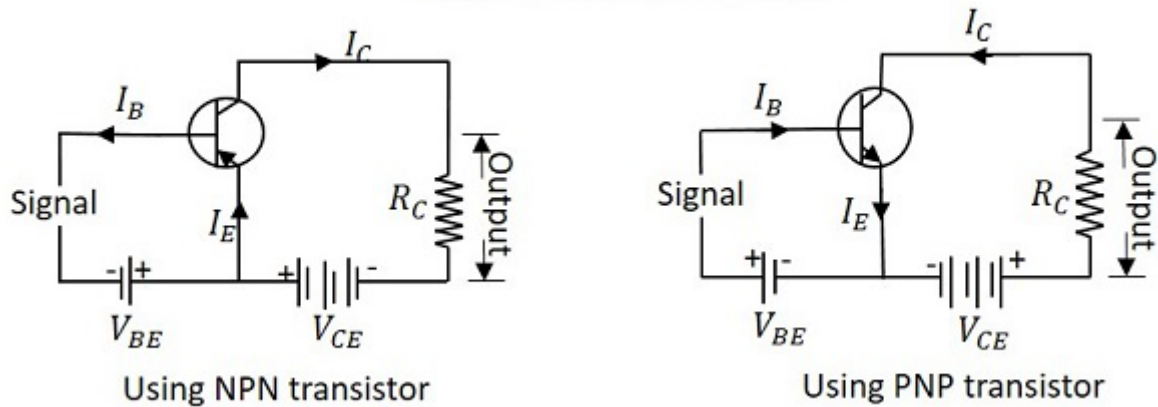 I_C
I_B
Signal
I_E
R_C
Output
- +
+ -
V_BE
V_CE
Using NPN transistor
I_C
I_B
Signal
I_E
R_C
Output
+ -
- +
V_BE
V_CE
Using PNP transistor